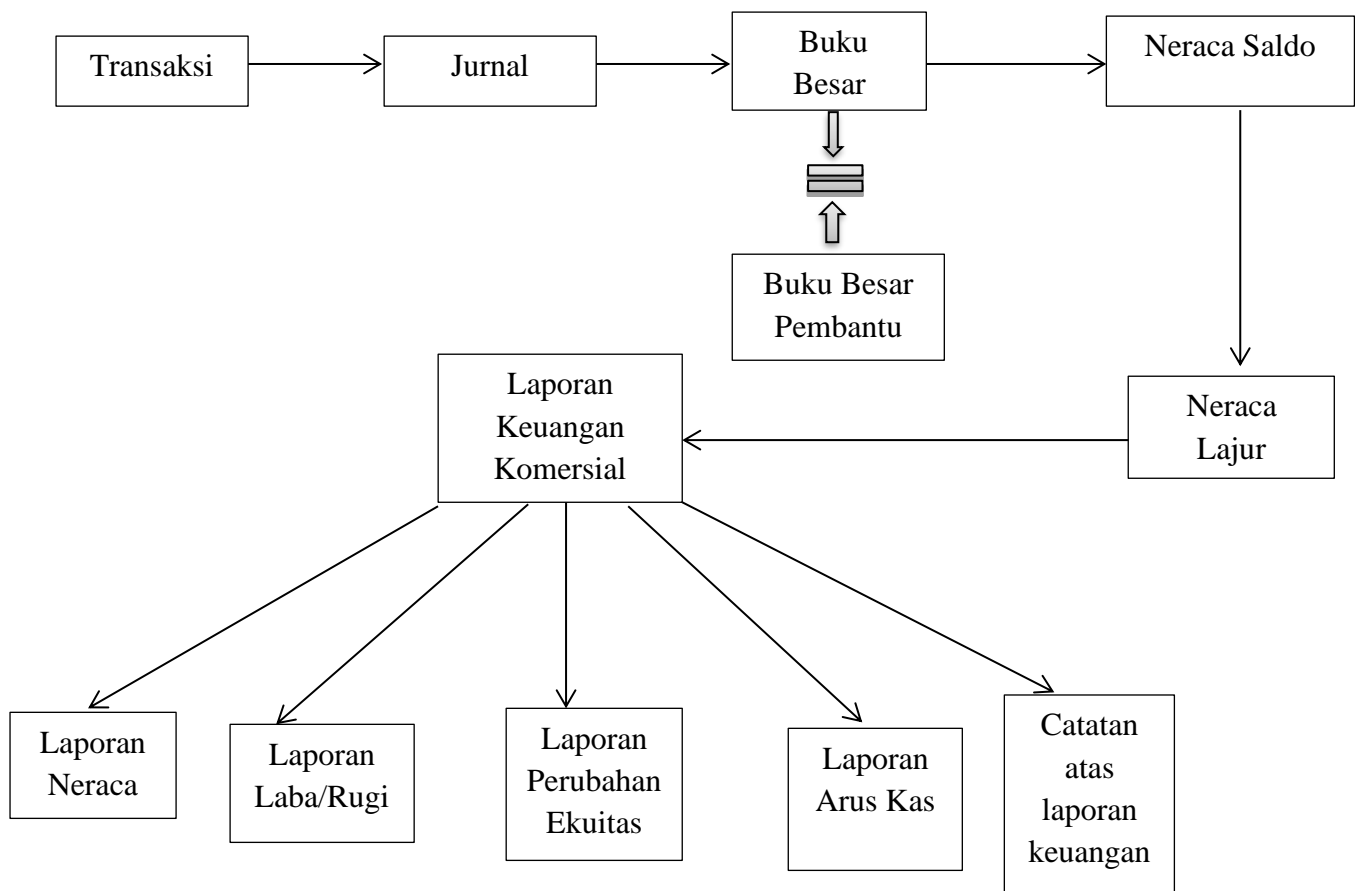 Transaksi
Jurnal
Buku
Besar
Neraca Saldo
Buku Besar
Pembantu
Neraca
Lajur
Laporan
Keuangan
Komersial
Laporan
Neraca
Laporan
Laba/Rugi
Laporan
Perubahan
Ekuitas
Laporan
Arus Kas
Catatan
atas
laporan
keuangan